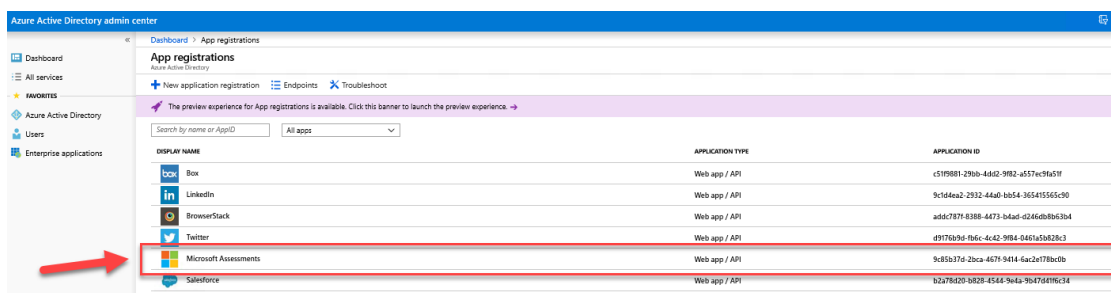 Azure Active Directory admin center
«
Dashboard > App registrations
Dashboard
App registrations
Azure Active Directory
All services
FAVORITES
New application registration Endpoints Troubleshoot
The preview experience for App registrations is available. Click this banner to launch the preview experience. →
Azure Active Directory
Search by name or AppID All apps
Users
Enterprise applications
DISPLAY NAME APPLICATION TYPE APPLICATION ID
box Box Web app / API c51f9881-29bb-4dd2-9f82-a557ec9fa51f
in LinkedIn Web app / API 9c1d4ea2-2932-44a0-bb54-365415565c90
BrowserStack Web app / API addc787f-8388-4473-b4ad-d246db8b63b4
Twitter Web app / API d9176b9d-fb6c-4c42-9f84-0461a5b828c3
Microsoft Assessments Web app / API 9c85b37d-2bca-467f-9414-6ac2e178bc0b
Salesforce Web app / API b2a78d20-b828-4544-9e4a-9b47d41f6c34